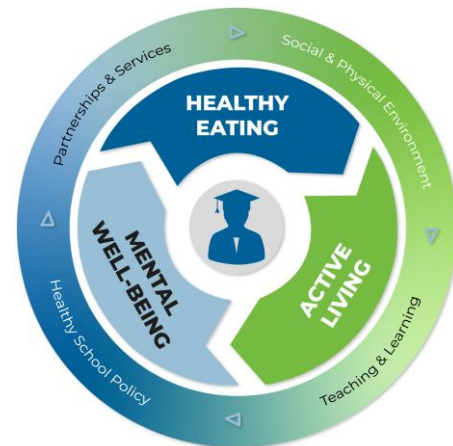 Partnerships & Services
Social & Physical Environment
HEALTHY
EATING
MENTAL
WELL-BEING
ACTIVE
LIVING
Healthy School Policy
Teaching & Learning